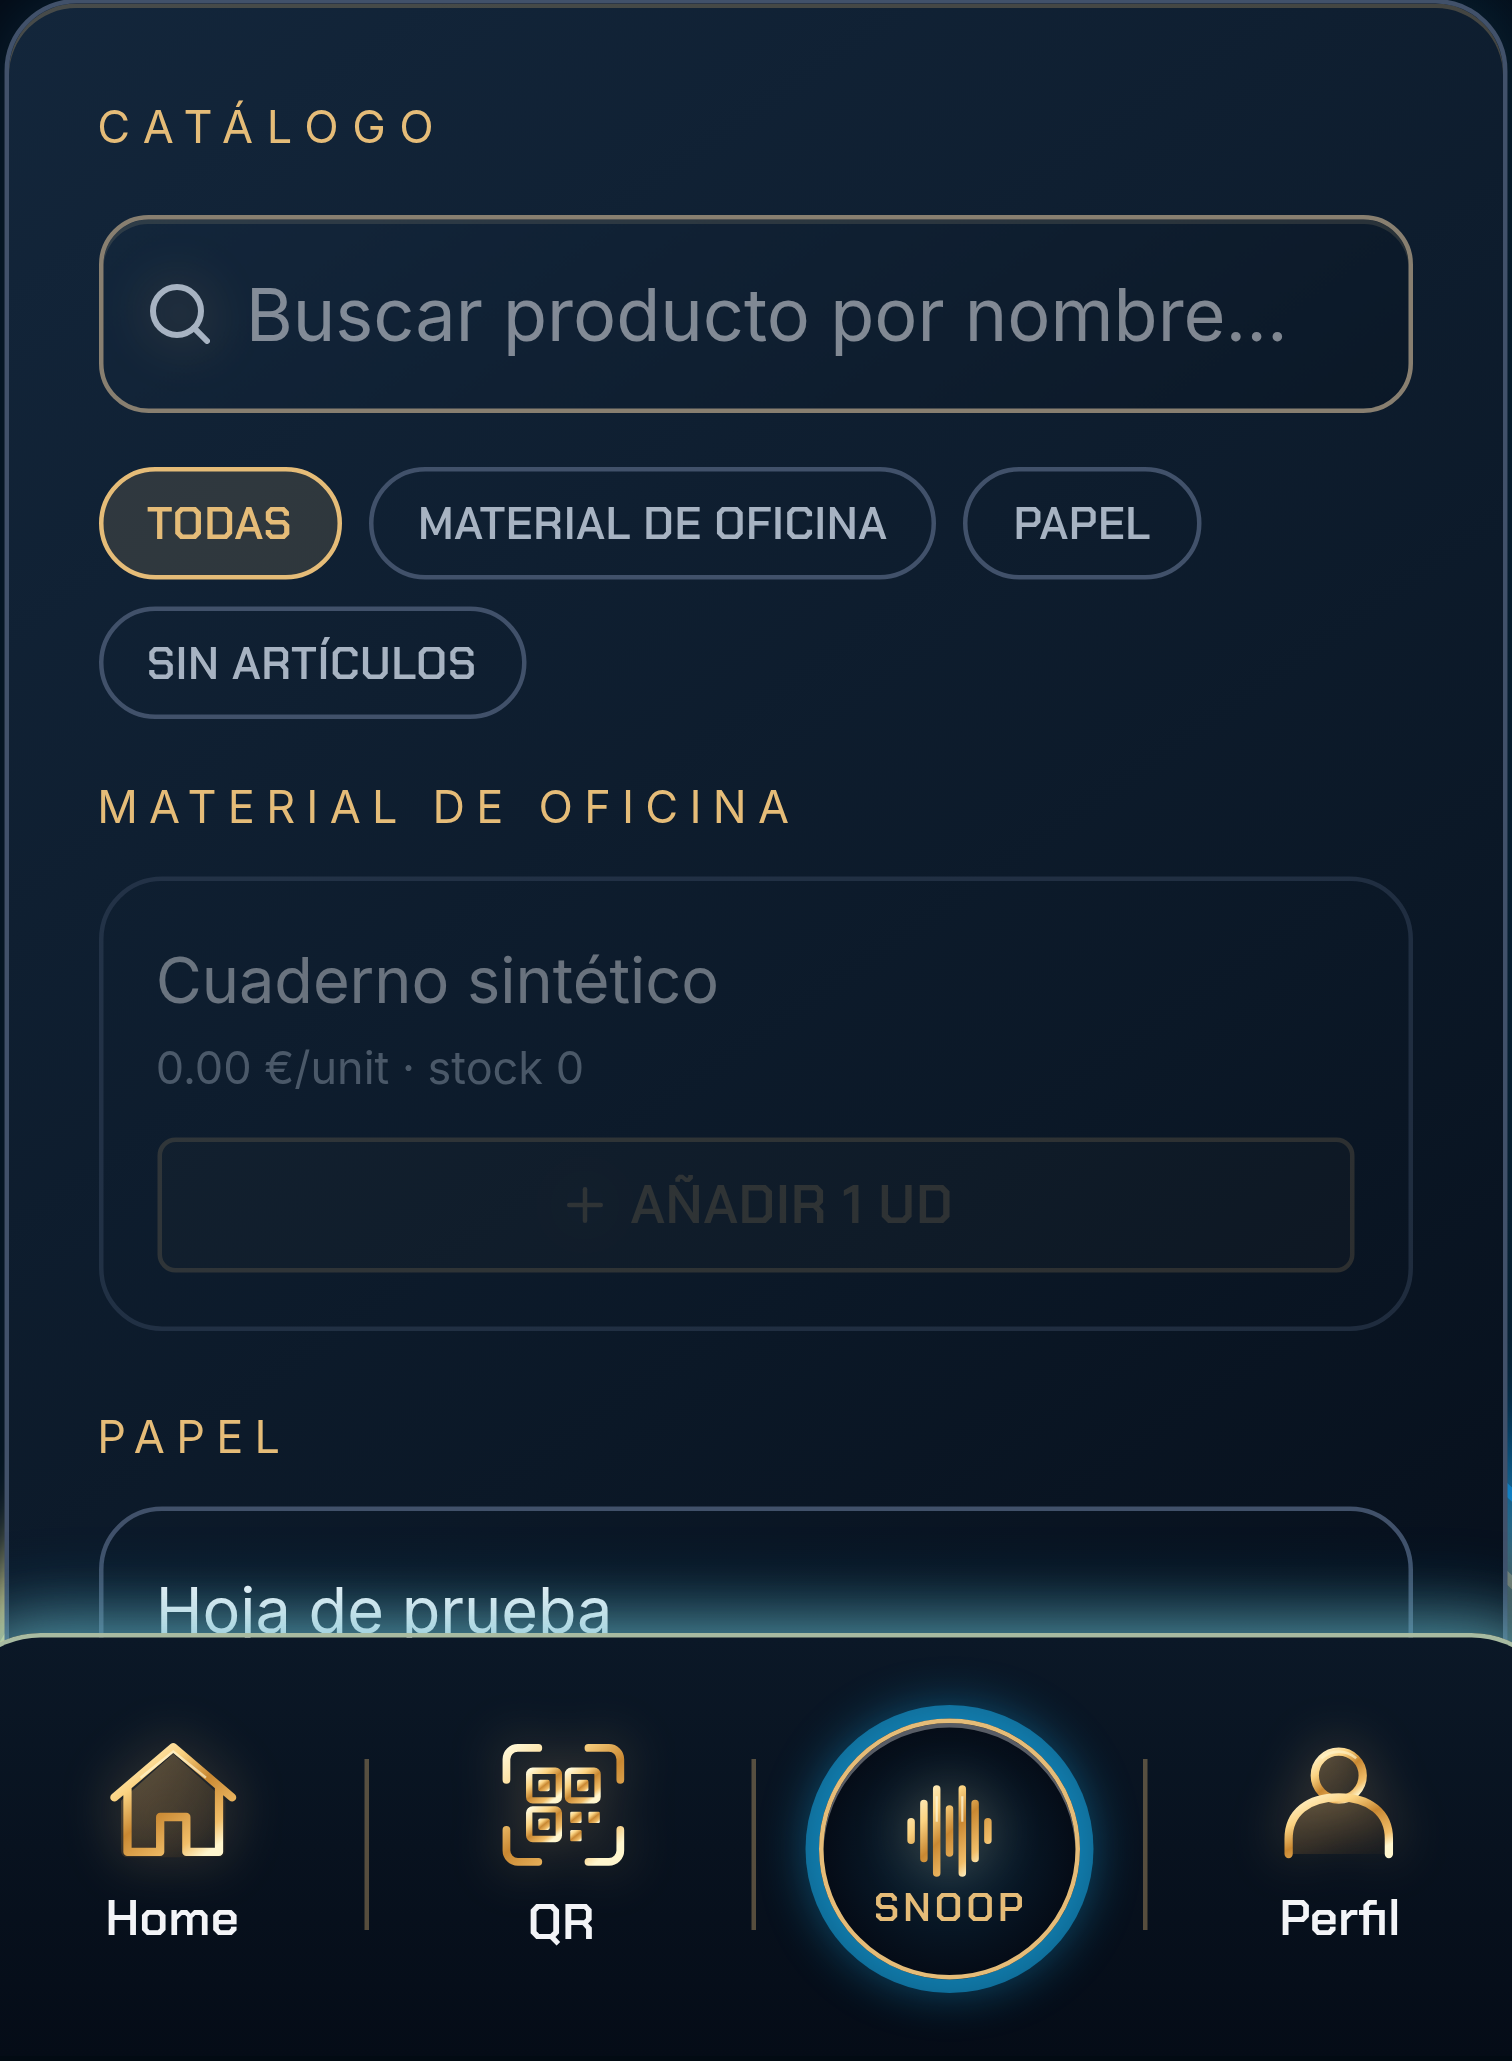 CATÁLOGO
Buscar producto por nombre...
TODAS
MATERIAL DE OFICINA
PAPEL
SIN ARTÍCULOS
MATERIAL DE OFICINA
Cuaderno sintético
0.00 €/unit · stock 0
+ AÑADIR 1 UD
PAPEL
Hoja de prueba
Home
QR
SNOOP
Perfil